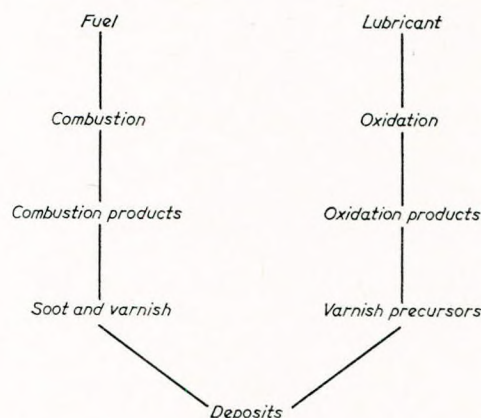 Fuel
Lubricant
Combustion
Oxidation
Combustion products
Oxidation products
Soot and varnish
Varnish precursors
Deposits